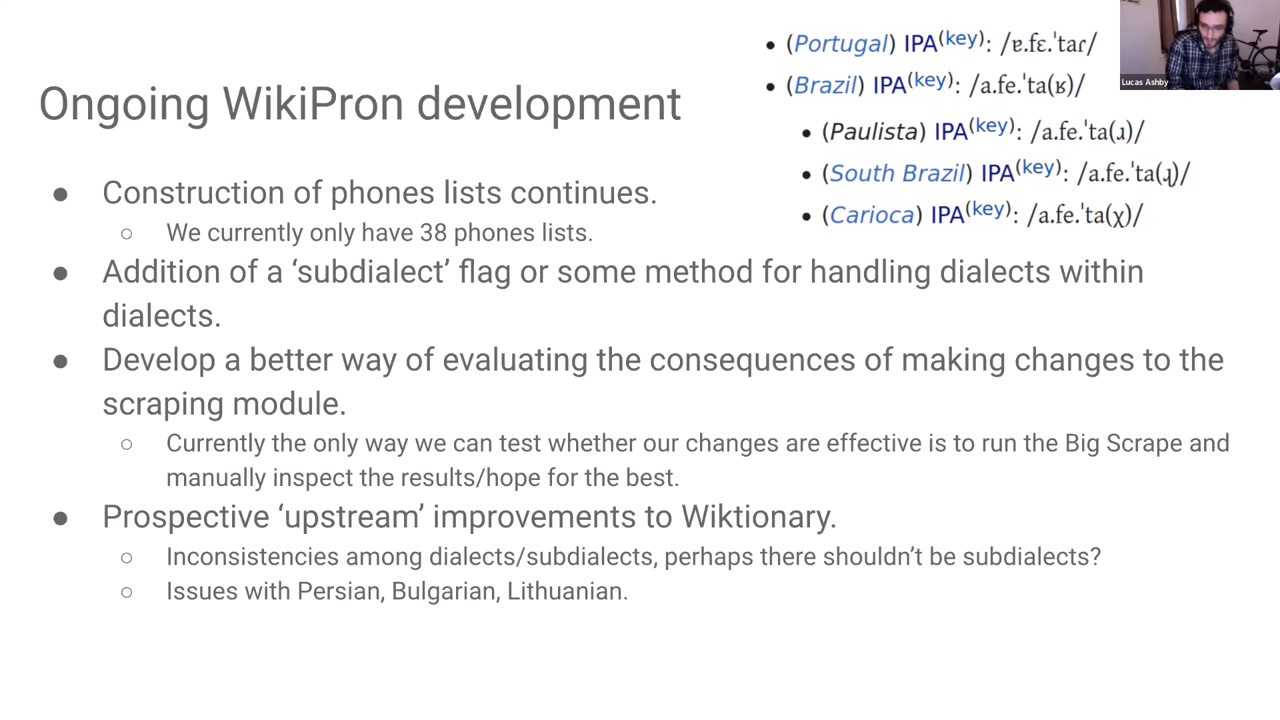 Ongoing WikiPron development
• (Portugal) IPA(key): /ɐ.fɛ.ˈtaɾ/
• (Brazil) IPA(key): /a.fe.ˈta(ʁ)/
• (Paulista) IPA(key): /a.fe.ˈta(ɹ)/
• (South Brazil) IPA(key): /a.fe.ˈta(ɻ)/
• (Carioca) IPA(key): /a.fe.ˈta(χ)/
Lucas Ashby
● Construction of phones lists continues.
○ We currently only have 38 phones lists.
● Addition of a ‘subdialect’ flag or some method for handling dialects within
dialects.
● Develop a better way of evaluating the consequences of making changes to the
scraping module.
○ Currently the only way we can test whether our changes are effective is to run the Big Scrape and
manually inspect the results/hope for the best.
● Prospective ‘upstream’ improvements to Wiktionary.
○ Inconsistencies among dialects/subdialects, perhaps there shouldn’t be subdialects?
○ Issues with Persian, Bulgarian, Lithuanian.